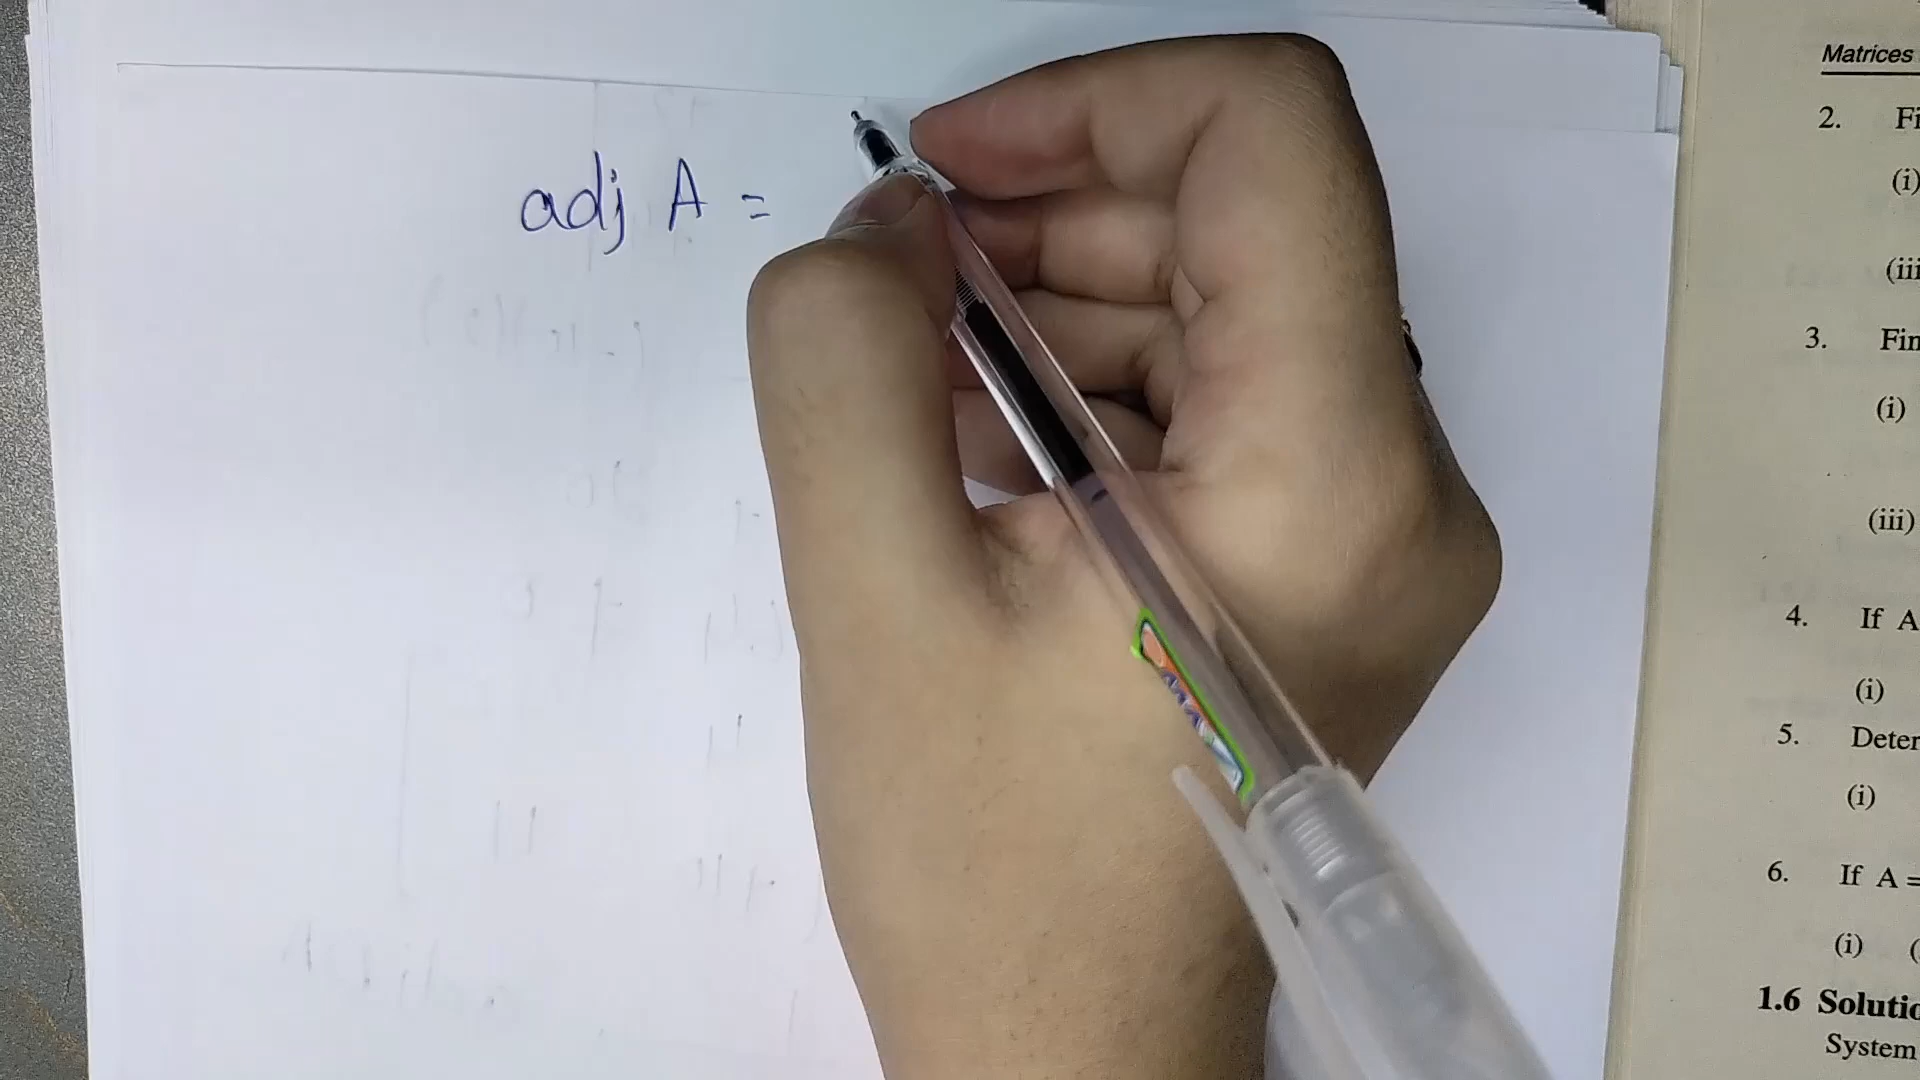 adj A =
Matrices
2. Fi
(i)
(iii
3. Fin
(i)
(iii)
4. If A
(i)
5. Deter
(i)
6. If A =
(i) (
1.6 Solutio
System